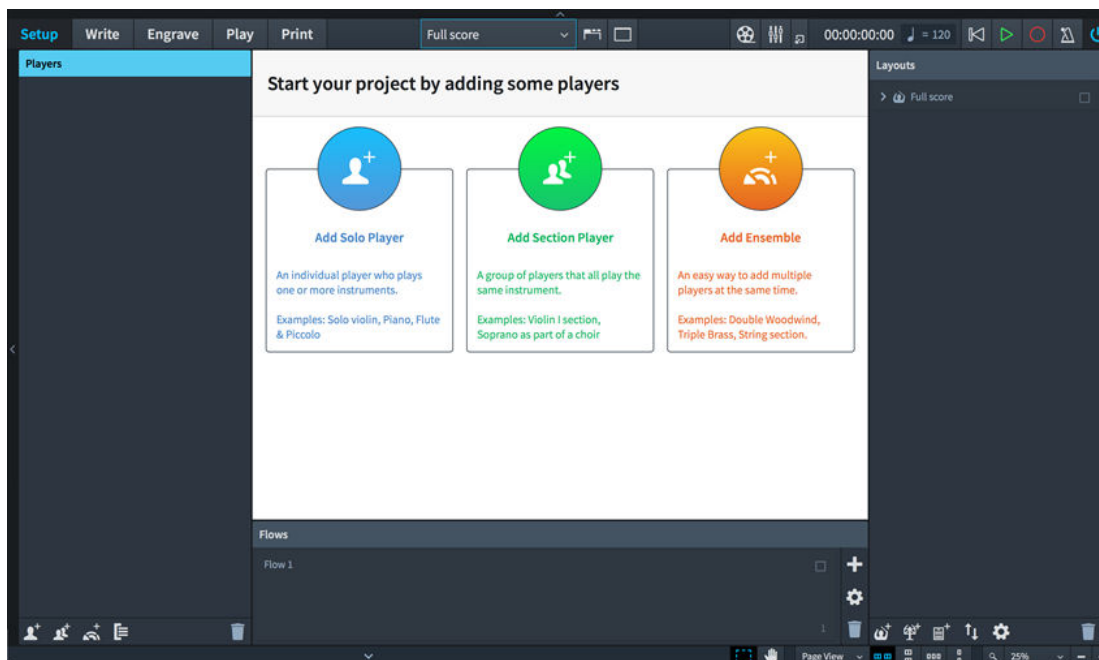 Setup Write Engrave Play Print Full score 00:00:00:00 = 120
Players
Layouts
Full score
Start your project by adding some players
Add Solo Player
An individual player who plays
one or more instruments.
Examples: Solo violin, Piano, Flute
& Piccolo
Add Section Player
A group of players that all play the
same instrument.
Examples: Violin I section,
Soprano as part of a choir
Add Ensemble
An easy way to add multiple
players at the same time.
Examples: Double Woodwind,
Triple Brass, String section.
Flows
Flow 1
1
Page View 25%